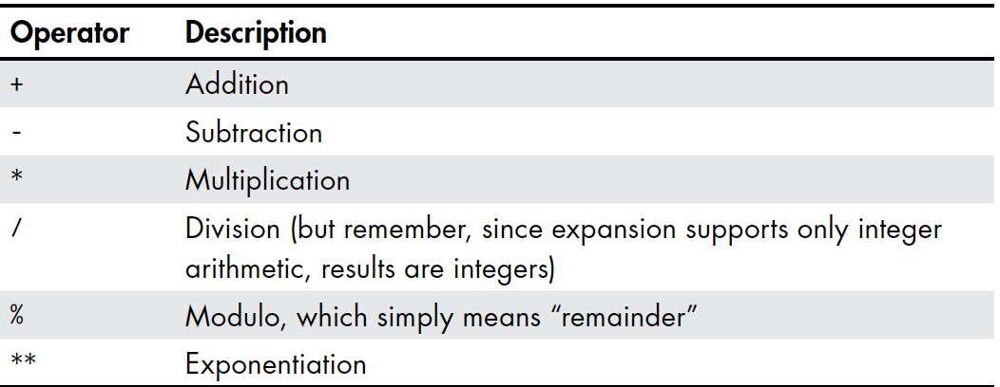 Operator Description
+ Addition
- Subtraction
* Multiplication
/ Division (but remember, since expansion supports only integer
arithmetic, results are integers)
% Modulo, which simply means “remainder”
** Exponentiation